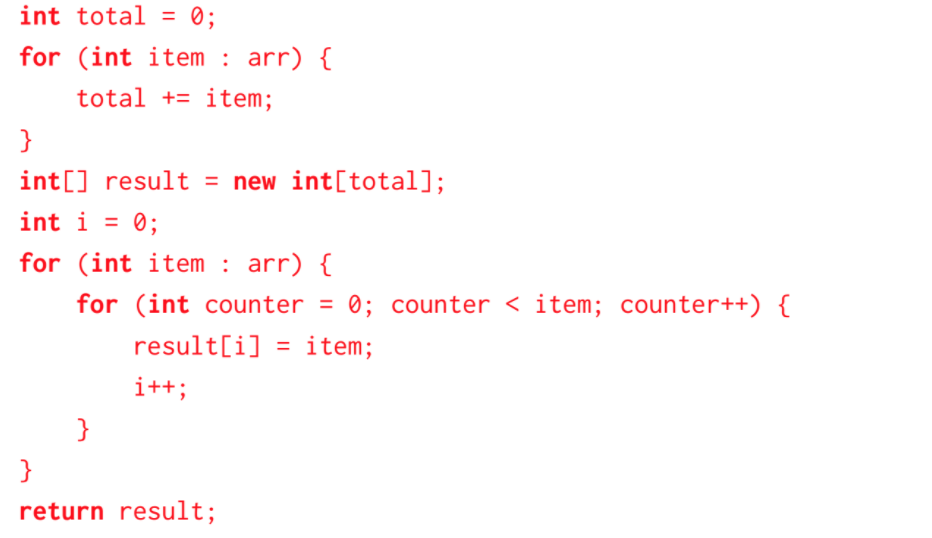 int total = 0;
for (int item : arr) {
    total += item;
}
int[] result = new int[total];
int i = 0;
for (int item : arr) {
    for (int counter = 0; counter < item; counter++) {
        result[i] = item;
        i++;
    }
}
return result;